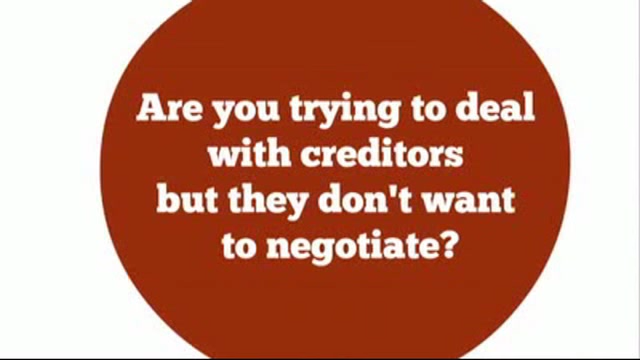 Are you trying to deal
with creditors
but they don't want
to negotiate?